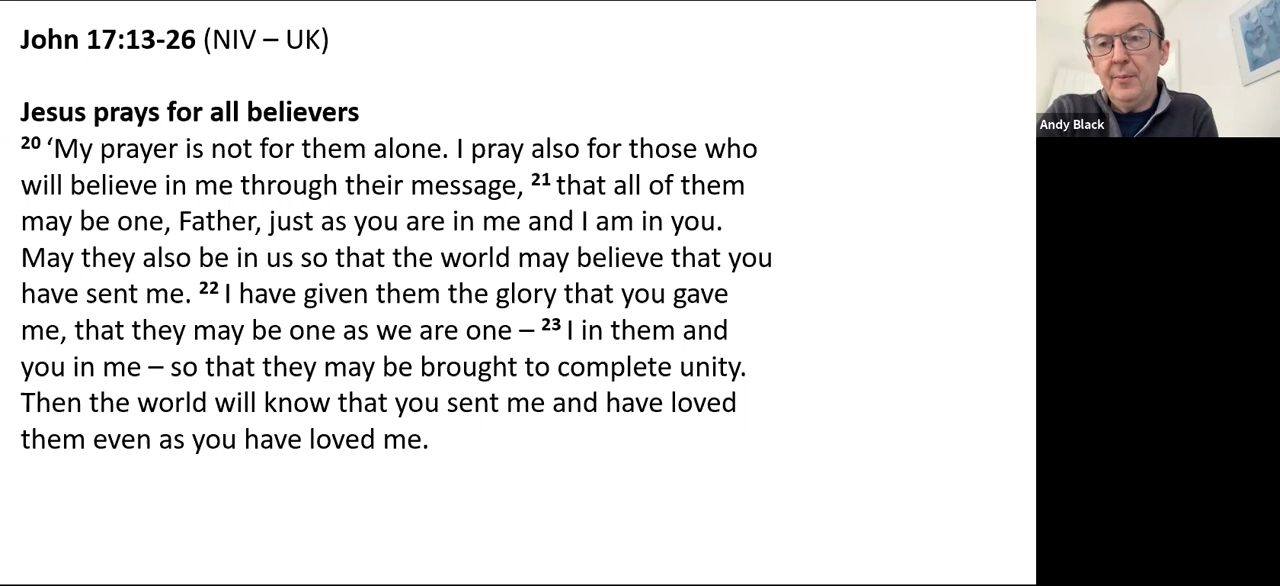 John 17:13-26 (NIV – UK)
Jesus prays for all believers
20 ‘My prayer is not for them alone. I pray also for those who
will believe in me through their message, 21 that all of them
may be one, Father, just as you are in me and I am in you.
May they also be in us so that the world may believe that you
have sent me. 22 I have given them the glory that you gave
me, that they may be one as we are one – 23 I in them and
you in me – so that they may be brought to complete unity.
Then the world will know that you sent me and have loved
them even as you have loved me.
Andy Black